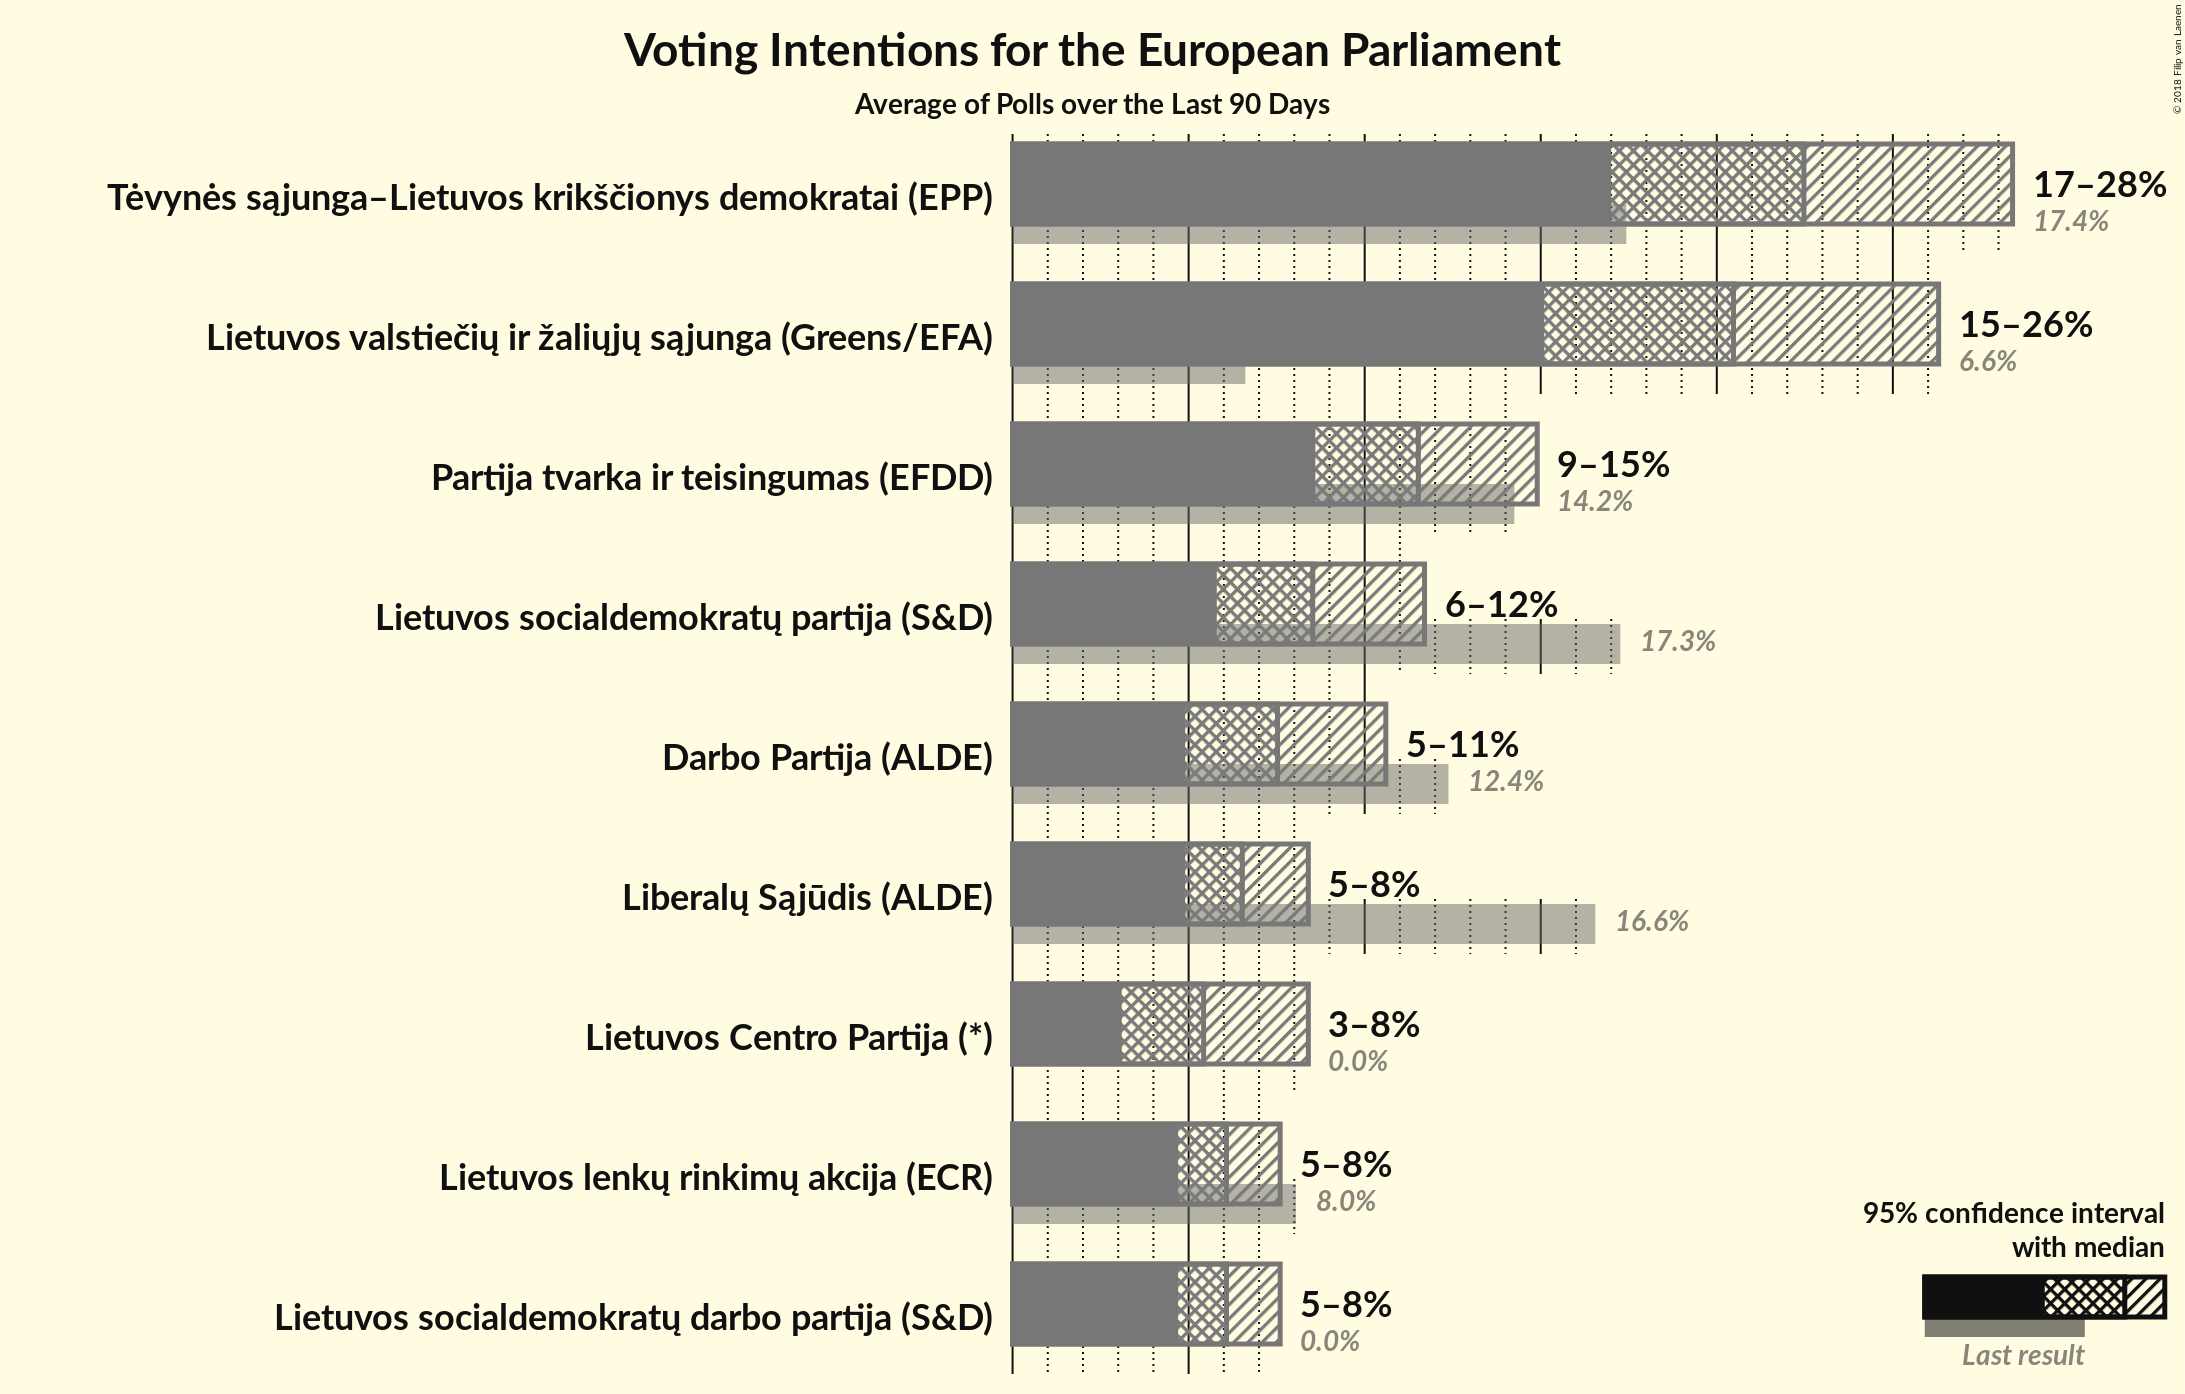 Voting Intentions for the European Parliament
Average of Polls over the Last 90 Days
© 2018 Filip van Laenen
Tėvynės sąjunga–Lietuvos krikščionys demokratai (EPP)
17–28%
17.4%
Lietuvos valstiečių ir žaliųjų sąjunga (Greens/EFA)
15–26%
6.6%
Partija tvarka ir teisingumas (EFDD)
9–15%
14.2%
Lietuvos socialdemokratų partija (S&D)
6–12%
17.3%
Darbo Partija (ALDE)
5–11%
12.4%
Liberalų Sąjūdis (ALDE)
5–8%
16.6%
Lietuvos Centro Partija (*)
3–8%
0.0%
Lietuvos lenkų rinkimų akcija (ECR)
5–8%
8.0%
Lietuvos socialdemokratų darbo partija (S&D)
5–8%
0.0%
95% confidence interval
with median
Last result